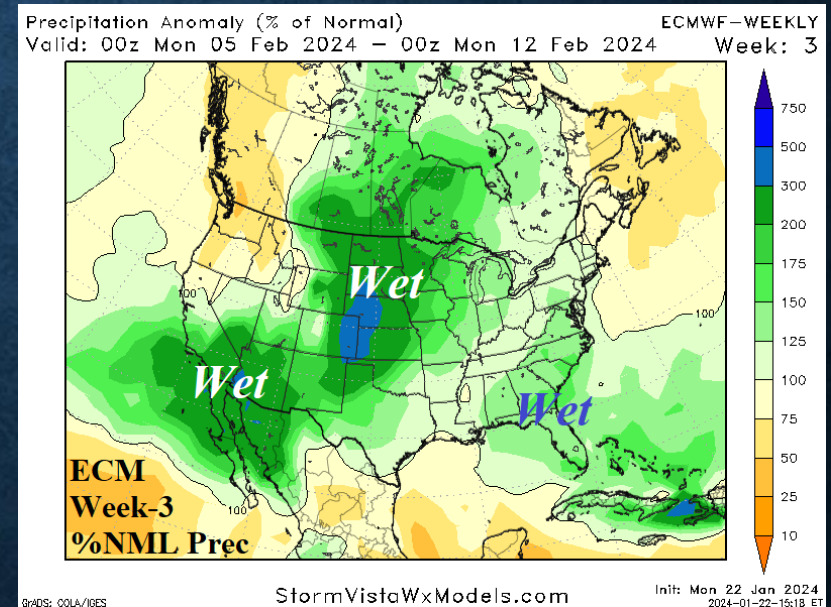 Precipitation Anomaly (% of Normal)
ECMWF-WEEKLY
Valid: 00z Mon 05 Feb 2024 – 00z Mon 12 Feb 2024
Week: 3
750
500
300
200
175
150
125
100
75
50
25
10
100
100
100
Wet
Wet
Wet
ECM
Week-3
%NML Prec
GrADS: COLA/IGES
StormVistaWxModels.com
Init: Mon 22 Jan 2024
2024-01-22-15:18 ET